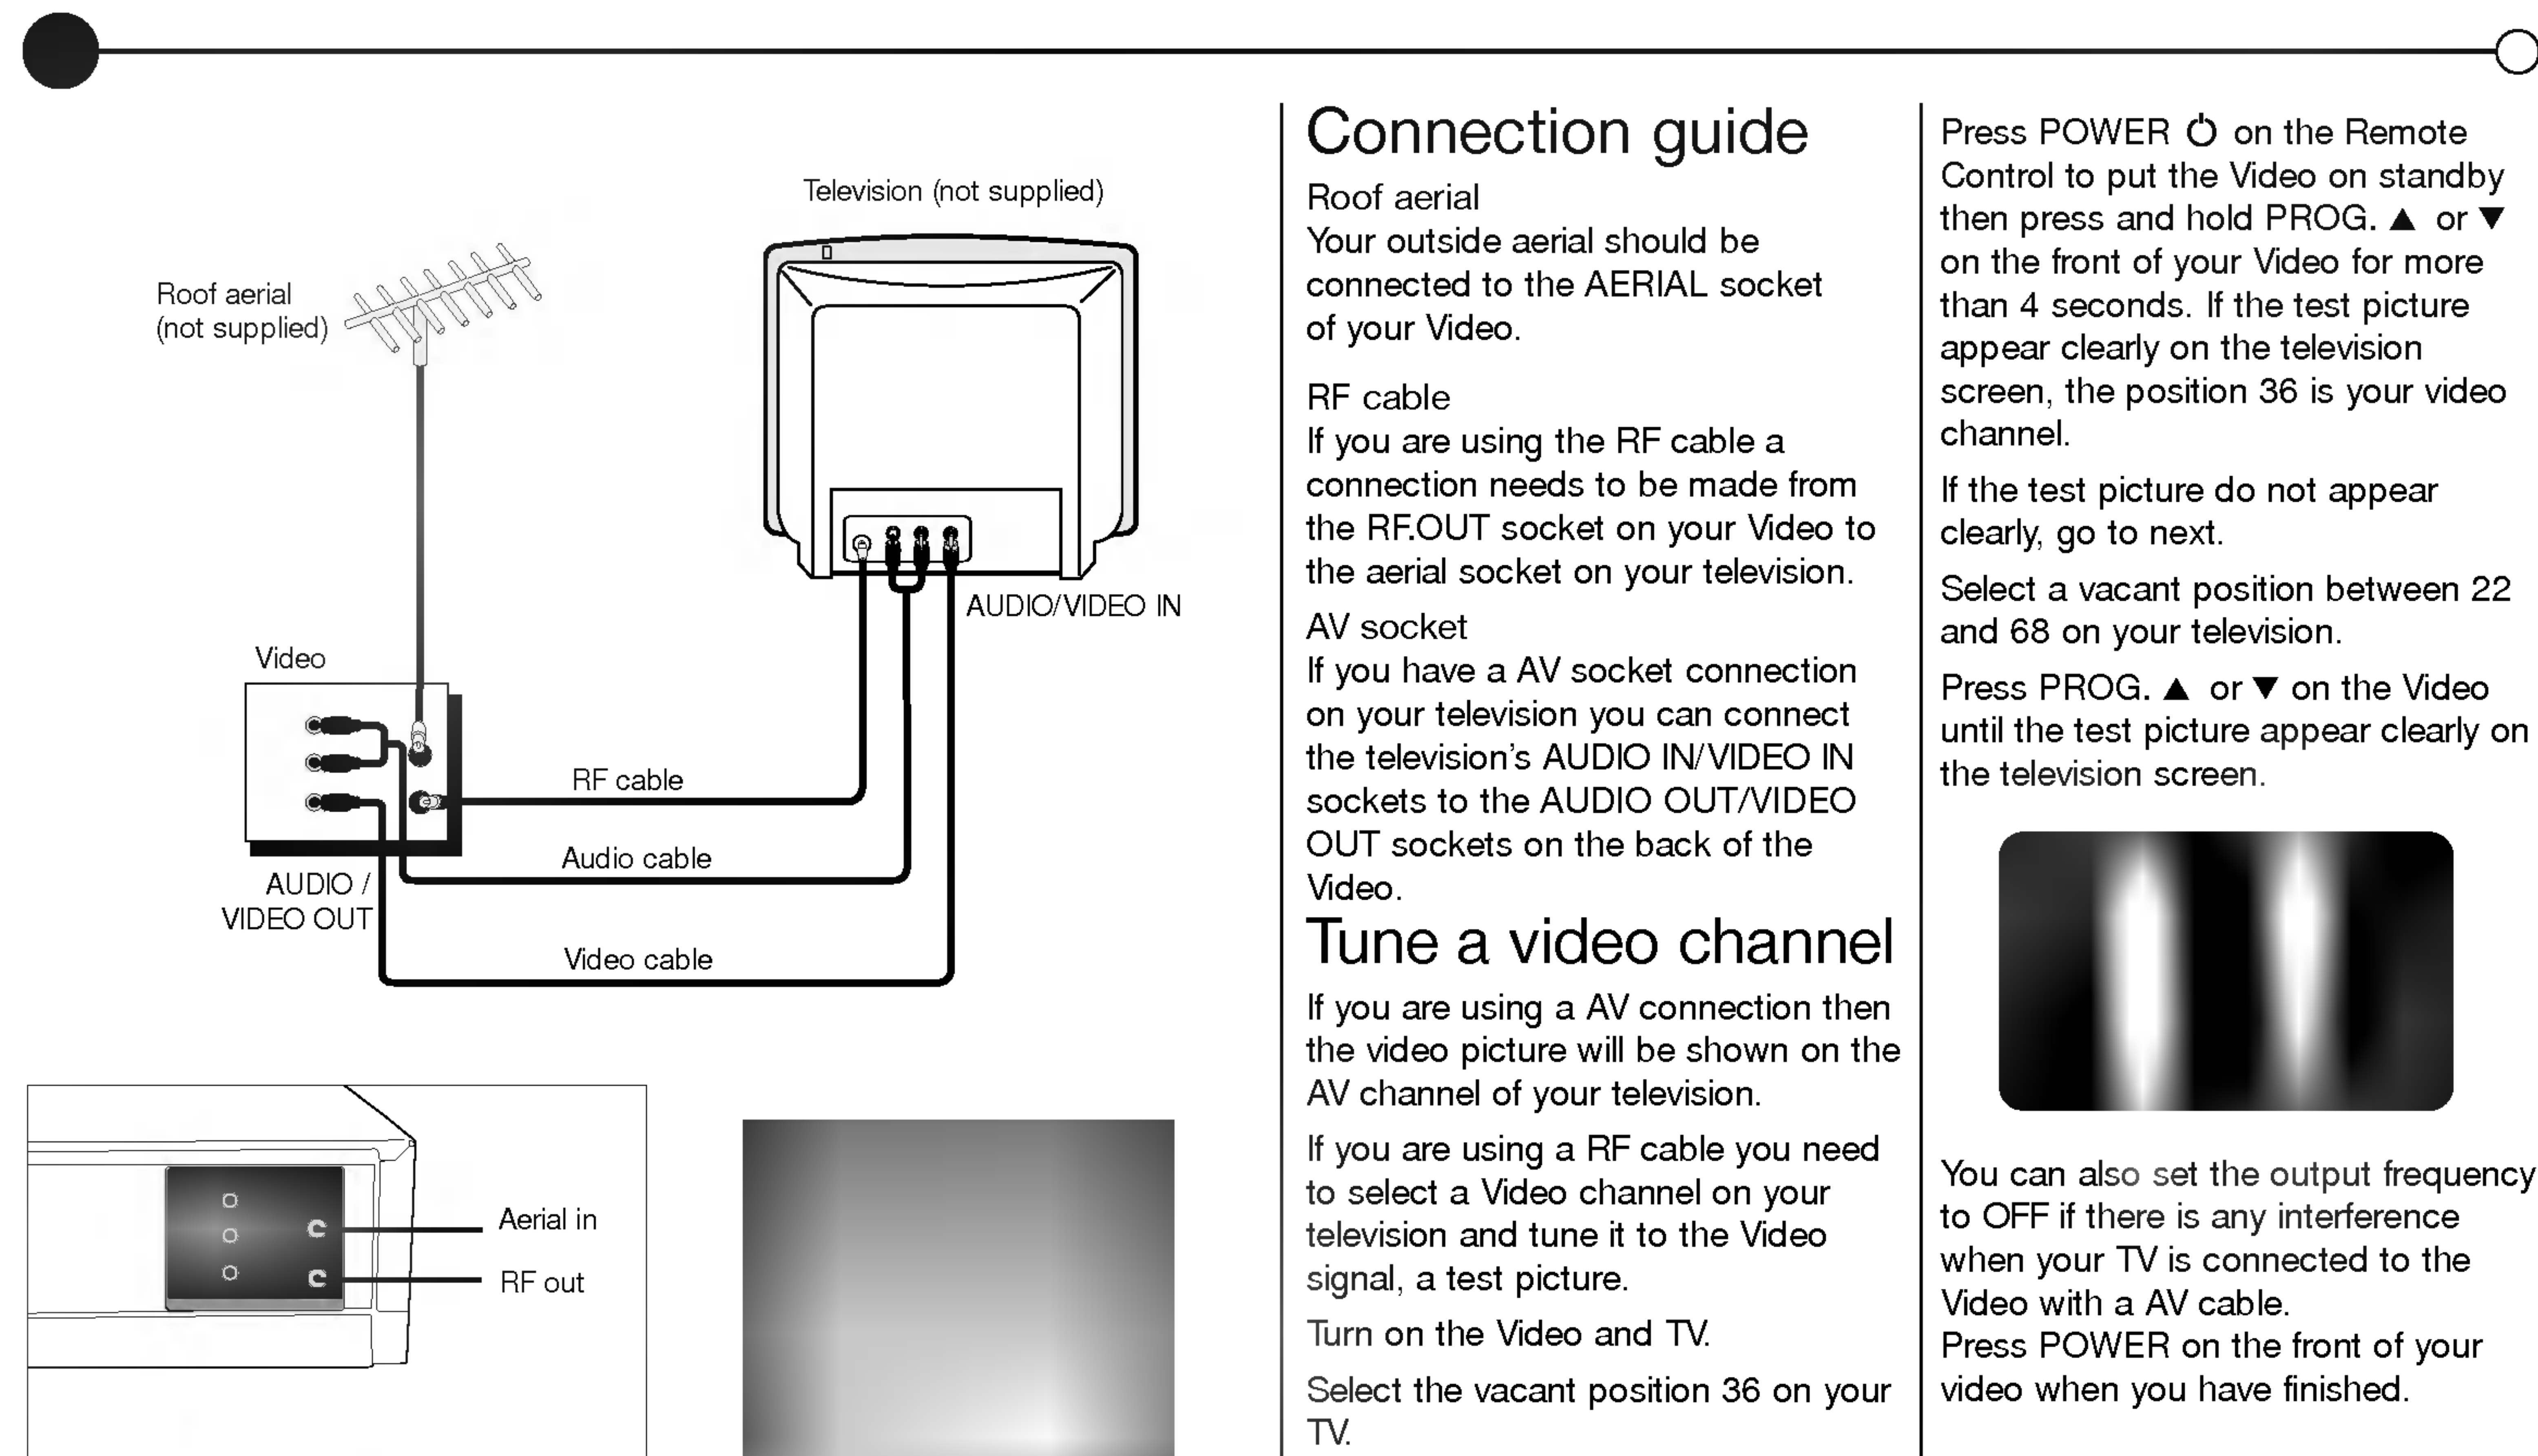 Television (not supplied)
Roof aerial
(not supplied)
AUDIO/VIDEO IN
Video
RF cable
Audio cable
AUDIO /
VIDEO OUT
Video cable
Aerial in
RF out
Connection guide
Roof aerial
Your outside aerial should be
connected to the AERIAL socket
of your Video.
RF cable
If you are using the RF cable a
connection needs to be made from
the RF.OUT socket on your Video to
the aerial socket on your television.
AV socket
If you have a AV socket connection
on your television you can connect
the television's AUDIO IN/VIDEO IN
sockets to the AUDIO OUT/VIDEO
OUT sockets on the back of the
Video.
Tune a video channel
If you are using a AV connection then
the video picture will be shown on the
AV channel of your television.
If you are using a RF cable you need
to select a Video channel on your
television and tune it to the Video
signal, a test picture.
Turn on the Video and TV.
Select the vacant position 36 on your
TV.
Press POWER ⏻ on the Remote
Control to put the Video on standby
then press and hold PROG. ▲ or ▼
on the front of your Video for more
than 4 seconds. If the test picture
appear clearly on the television
screen, the position 36 is your video
channel.
If the test picture do not appear
clearly, go to next.
Select a vacant position between 22
and 68 on your television.
Press PROG. ▲ or ▼ on the Video
until the test picture appear clearly on
the television screen.
You can also set the output frequency
to OFF if there is any interference
when your TV is connected to the
Video with a AV cable.
Press POWER on the front of your
video when you have finished.